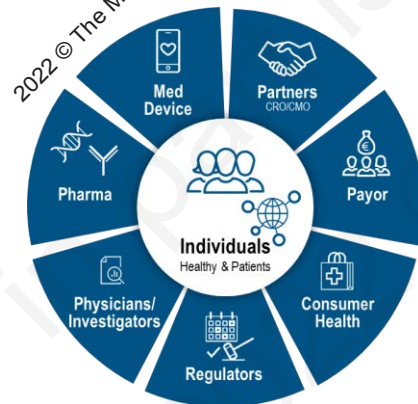 2022 © The M
Med
Device
Partners
CRO/CMO
Pharma
€
Payor
Individuals
Healthy & Patients
Physicians/
Investigators
Consumer
Health
Regulators